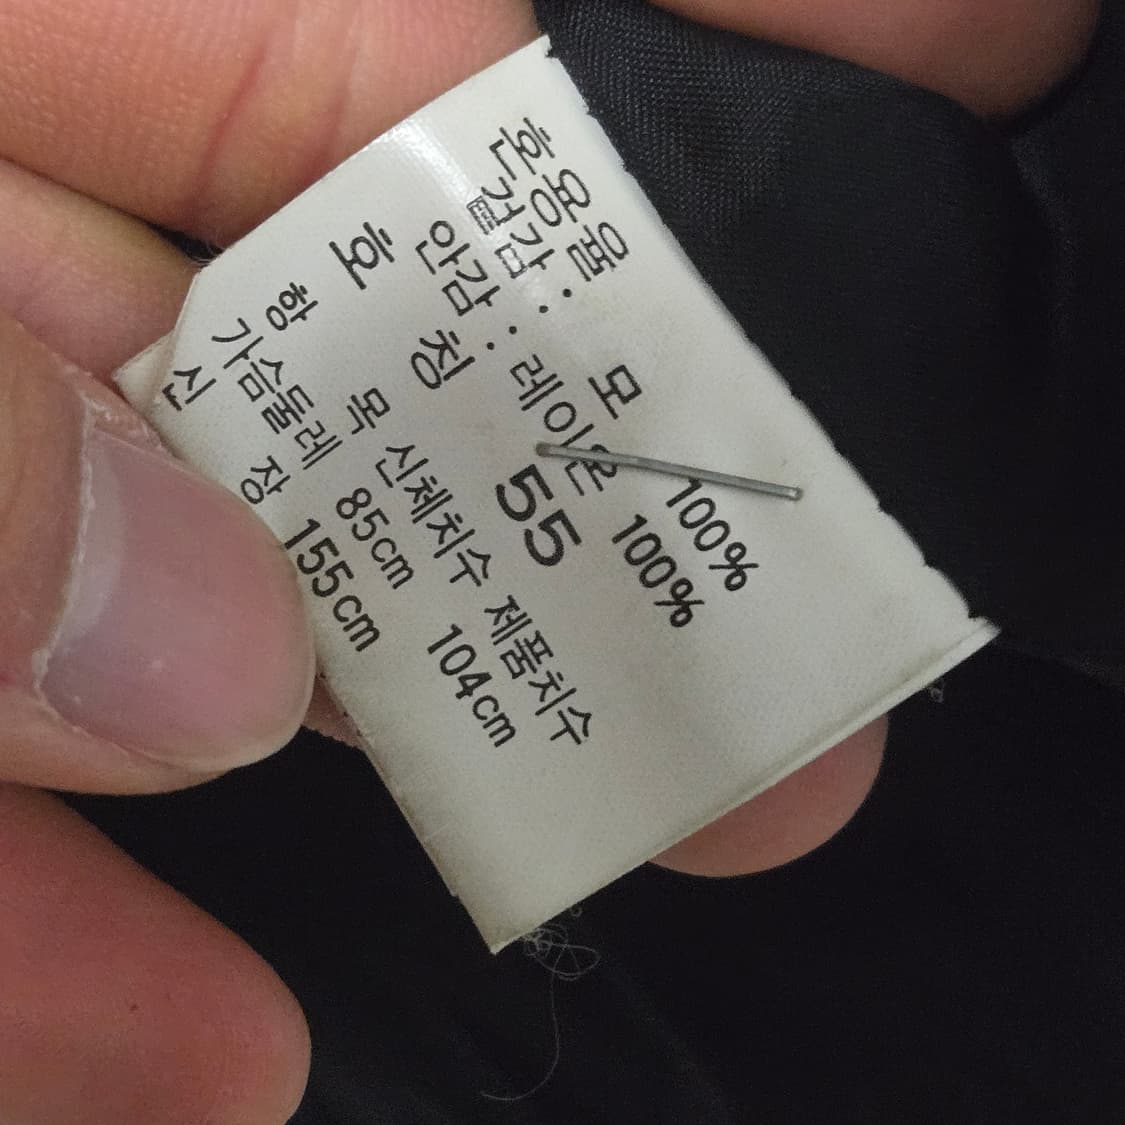 혼용율
겉감 : 모 100%
안감 : 레이온 100%
호 칭 55
항 목 신체치수 제품치수
가슴둘레 85cm 104cm
신 장 155cm